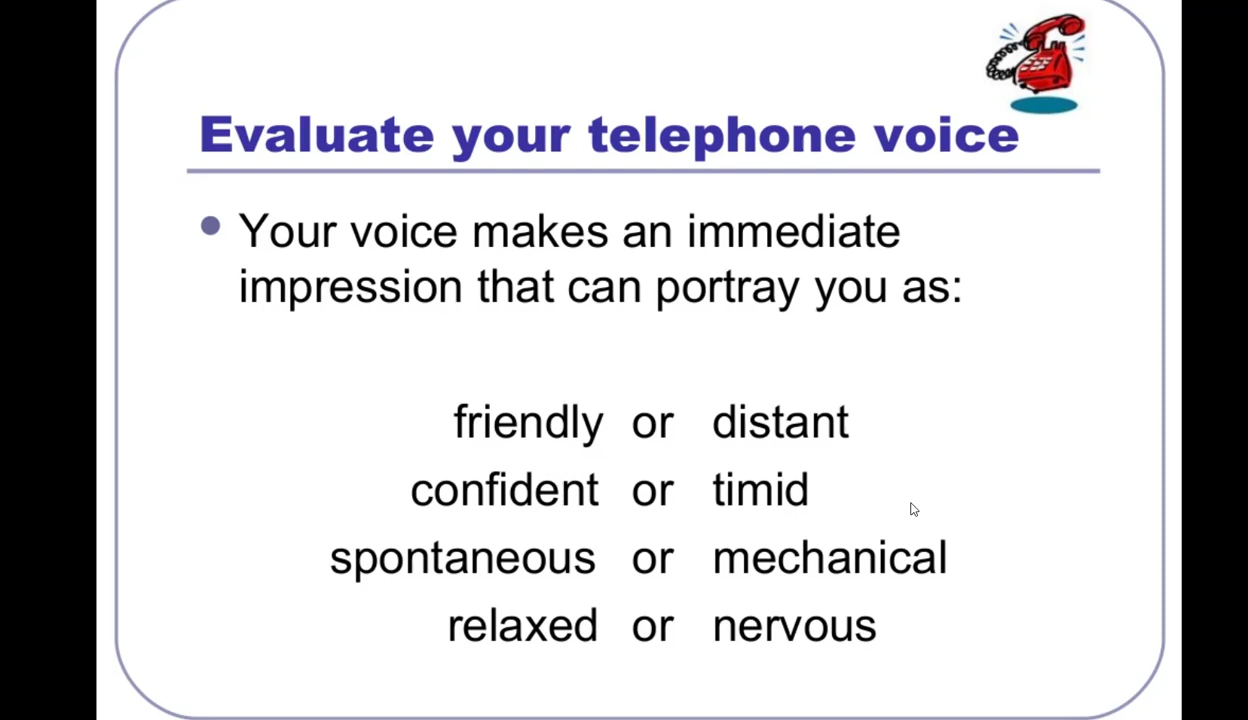 Evaluate your telephone voice
Your voice makes an immediate
impression that can portray you as:
friendly or distant
confident or timid
spontaneous or mechanical
relaxed or nervous